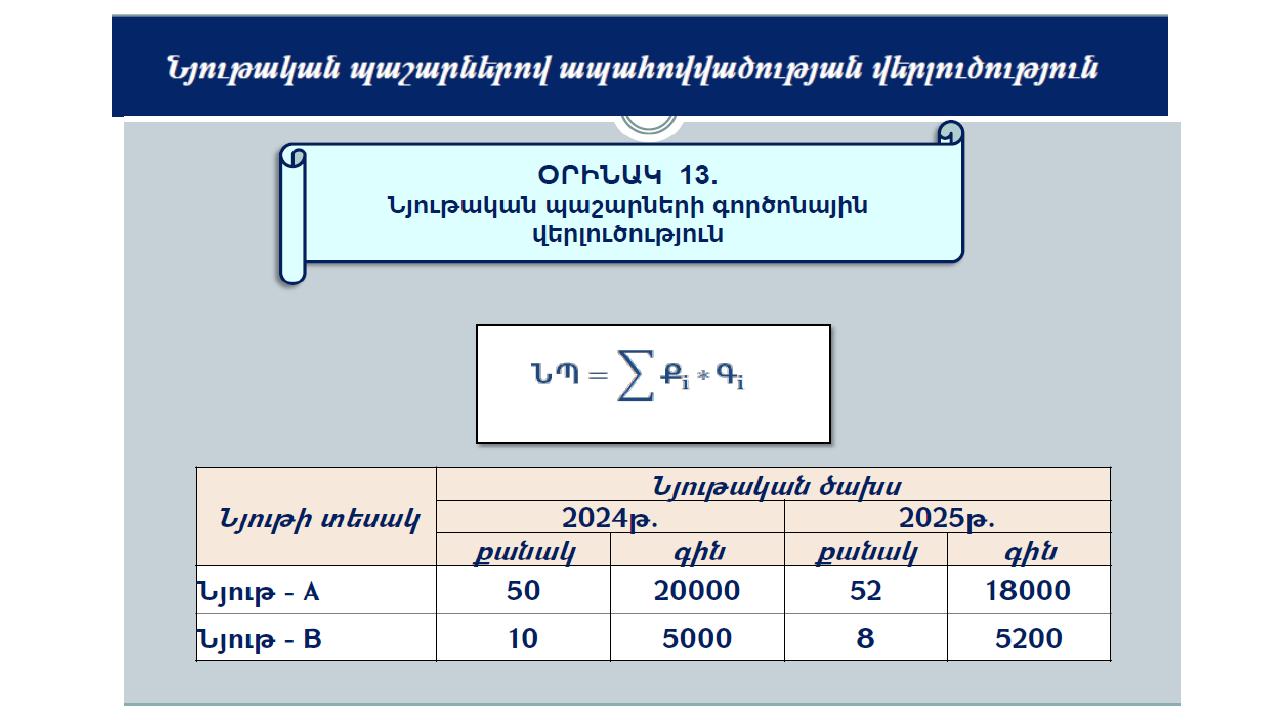 Նյութական պաշարներով ապահովվածության վերլուծություն
ՕՐԻՆԱԿ 13.
Նյութական պաշարների գործոնային
վերլուծություն
ՆՊ = ∑ Քi * Գi
Նյութի տեսակ
Նյութական ծախս
2024թ. 2025թ.
քանակ գին քանակ գին
Նյութ - A 50 20000 52 18000
Նյութ - B 10 5000 8 5200